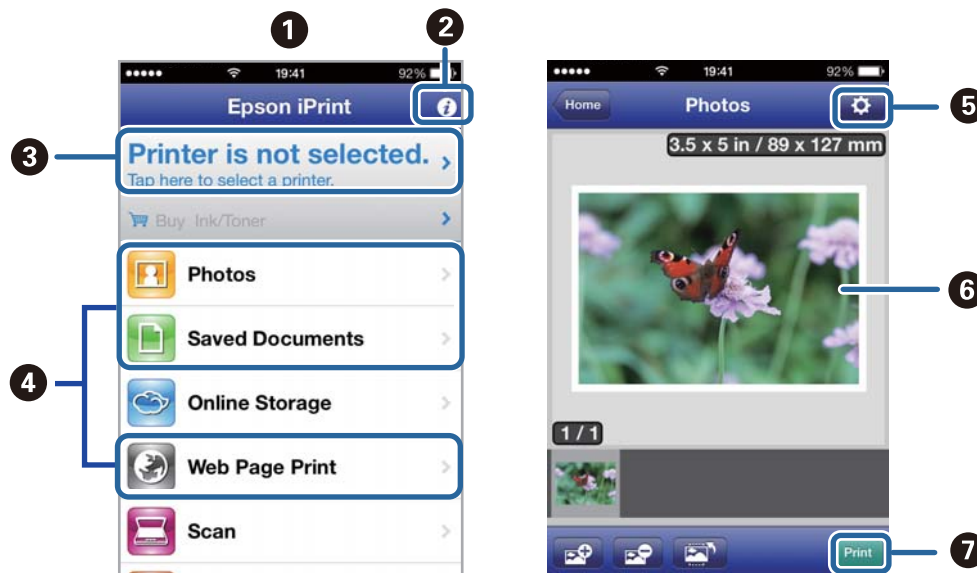 1
2
19:41
92%
Epson iPrint
i
3
Printer is not selected.
Tap here to select a printer.
Buy Ink/Toner
Photos
Saved Documents
4
Online Storage
Web Page Print
Scan
19:41
92%
Home
Photos
5
3.5 x 5 in / 89 x 127 mm
6
1 / 1
Print
7